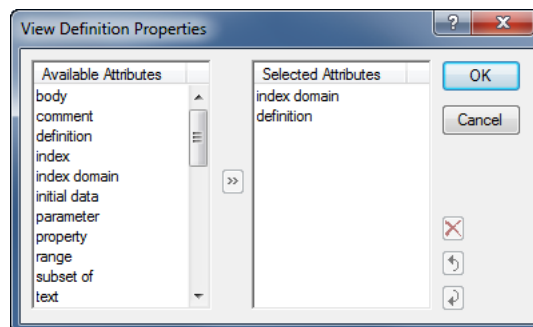 View Definition Properties
?
X
Available Attributes
body
comment
definition
index
index domain
initial data
parameter
property
range
subset of
text
>>
Selected Attributes
index domain
definition
OK
Cancel